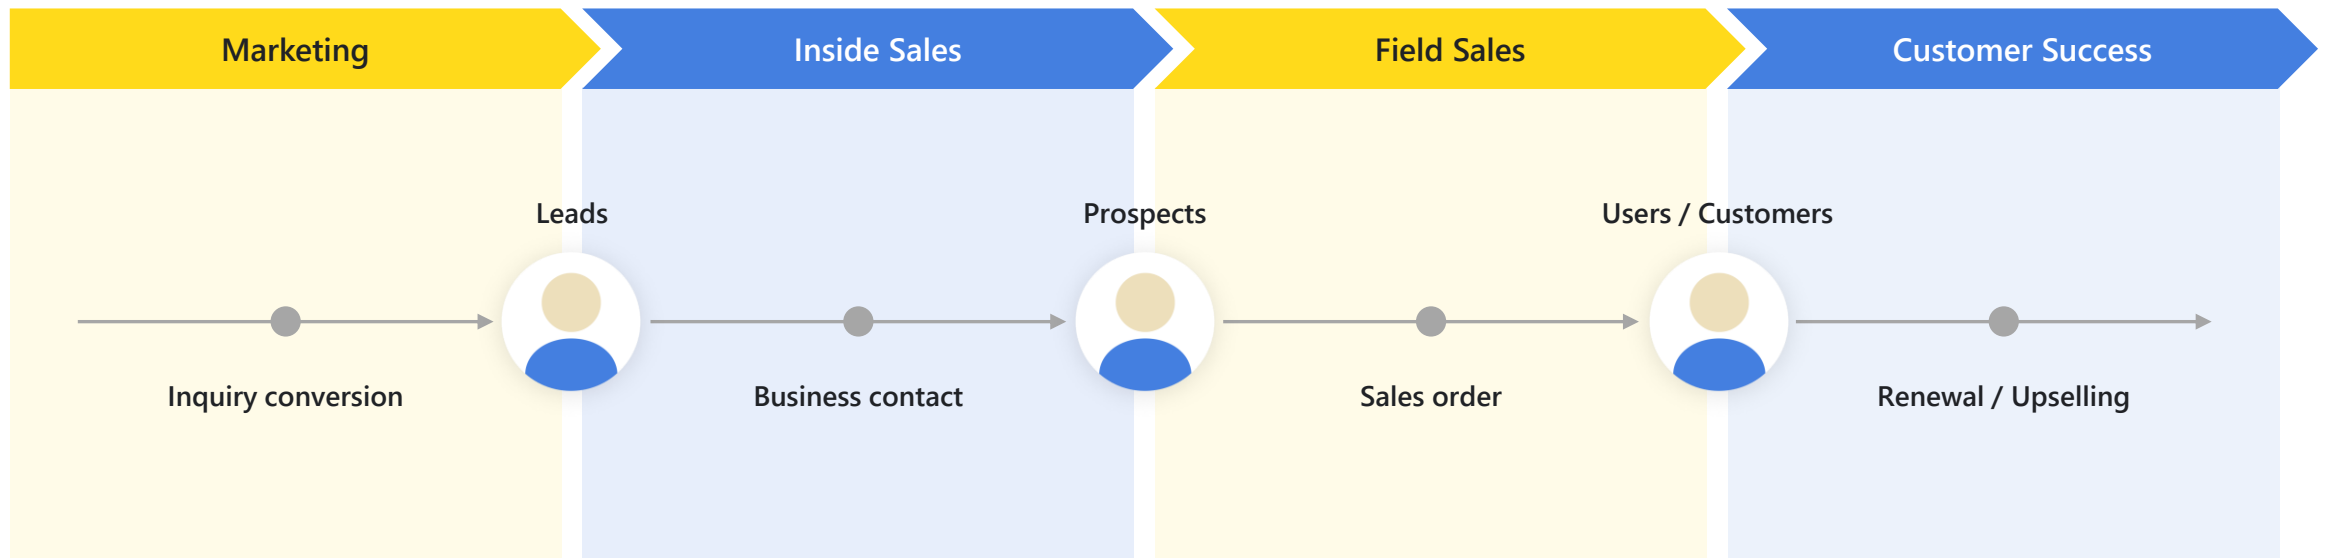 Marketing
Inside Sales
Field Sales
Customer Success
Leads
Prospects
Users / Customers
Inquiry conversion
Business contact
Sales order
Renewal / Upselling